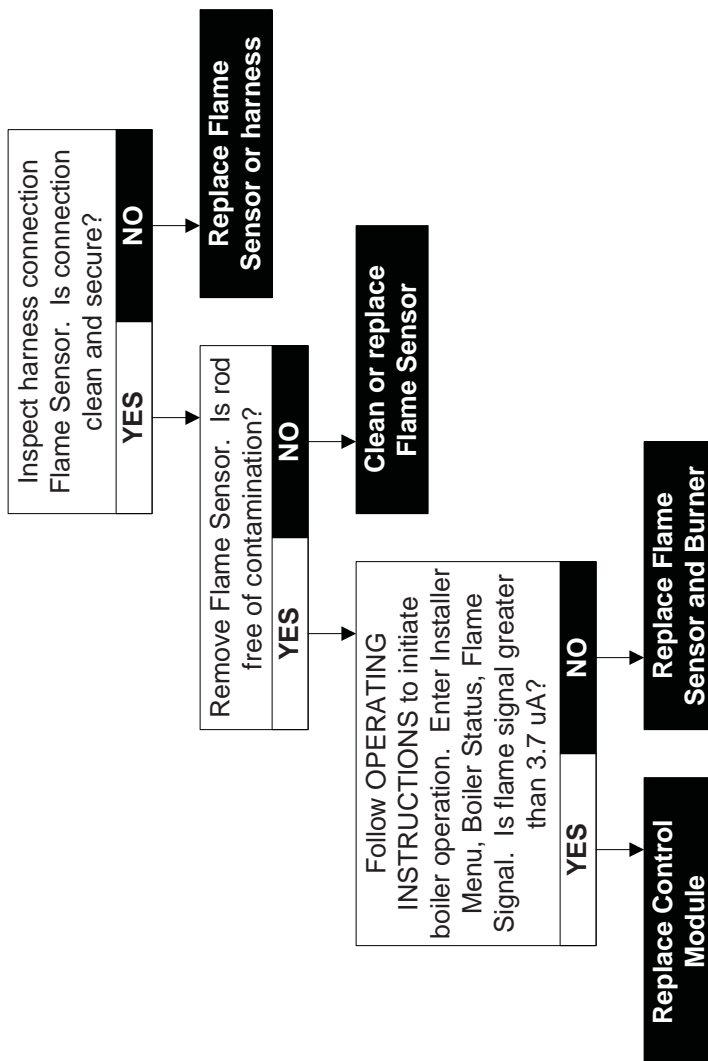 Inspect harness connection
Flame Sensor. Is connection
clean and secure?
YES
NO
Replace Flame
Sensor or harness
Remove Flame Sensor. Is rod
free of contamination?
YES
NO
Clean or replace
Flame Sensor
Follow OPERATING
INSTRUCTIONS to initiate
boiler operation. Enter Installer
Menu, Boiler Status, Flame
Signal. Is flame signal greater
than 3.7 uA?
YES
NO
Replace Control
Module
Replace Flame
Sensor and Burner